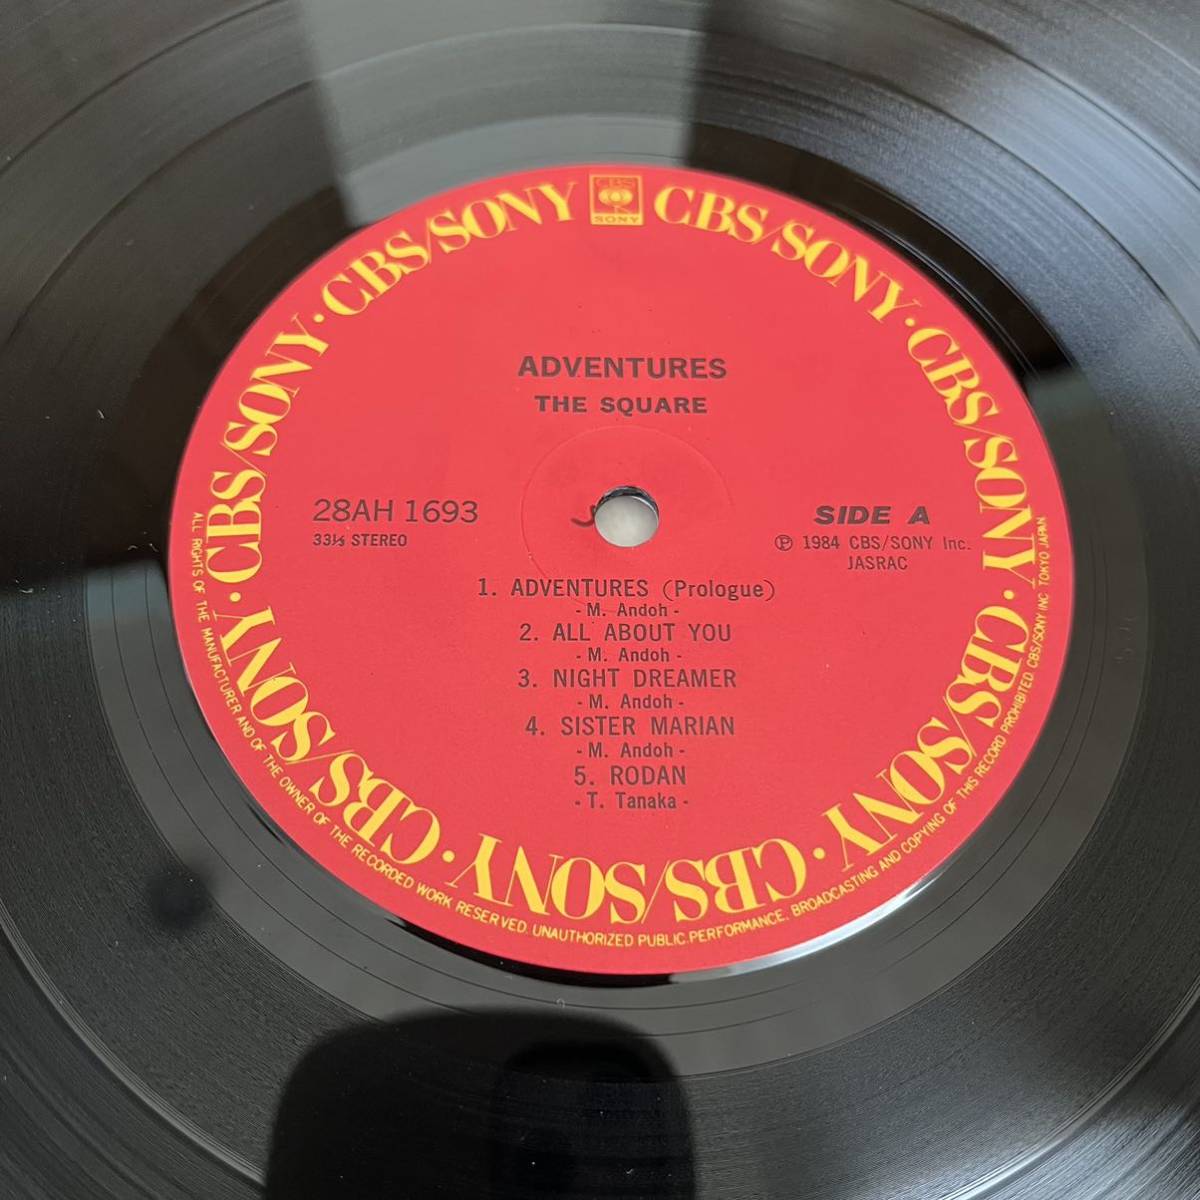 CBS/SONY · CBS/SONY · CBS/SONY · CBS/SONY · CBS/SONY · CBS/SONY · CBS/SONY · CBS/SONY
CBS
SONY
ADVENTURES
THE SQUARE
28AH 1693
33⅓ STEREO
SIDE A
Ⓟ 1984 CBS/SONY Inc.
JASRAC
1. ADVENTURES (Prologue)
- M. Andoh -
2. ALL ABOUT YOU
- M. Andoh -
3. NIGHT DREAMER
- M. Andoh -
4. SISTER MARIAN
- M. Andoh -
5. RODAN
- T. Tanaka -
ALL RIGHTS OF THE MANUFACTURER AND OF THE OWNER OF THE RECORDED WORK RESERVED. UNAUTHORIZED PUBLIC PERFORMANCE, BROADCASTING AND COPYING OF THIS RECORD PROHIBITED CBS/SONY INC TOKYO JAPAN